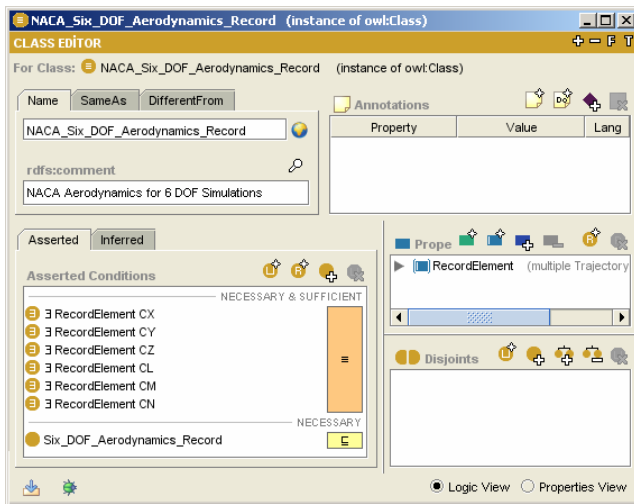 NACA_Six_DOF_Aerodynamics_Record (instance of owl:Class)
CLASS EDİTOR
+ − F T
For Class: NACA_Six_DOF_Aerodynamics_Record (instance of owl:Class)
Name SameAs DifferentFrom
NACA_Six_DOF_Aerodynamics_Record
rdfs:comment
NACA Aerodynamics for 6 DOF Simulations
Annotations
Property Value Lang
Asserted Inferred
Asserted Conditions
NECESSARY & SUFFICIENT
∃ RecordElement CX
∃ RecordElement CY
∃ RecordElement CZ
∃ RecordElement CL
∃ RecordElement CM
∃ RecordElement CN
≡
NECESSARY
Six_DOF_Aerodynamics_Record ⊑
Prope
RecordElement (multiple Trajectory
Disjoints
Logic View Properties View